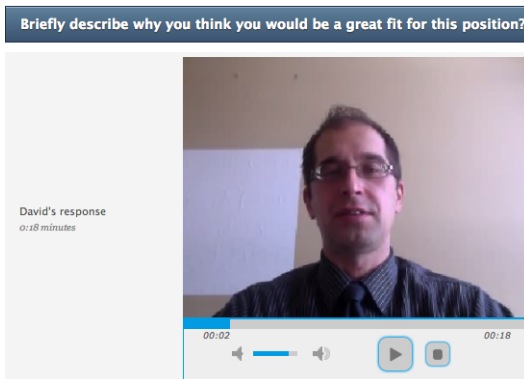 Briefly describe why you think you would be a great fit for this position?
David's response
0:18 minutes
00:02
00:18